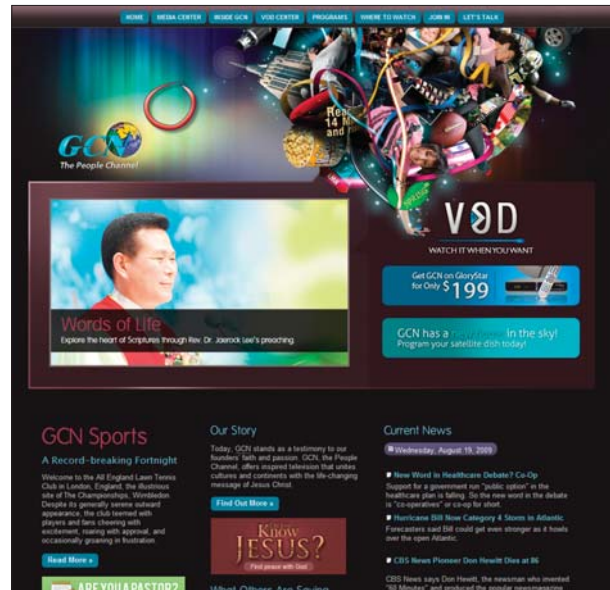 HOME MEDIA CENTER INSIDE GCN VOD CENTER PROGRAMS WHERE TO WATCH JOIN IN LET'S TALK
Rea
14 M
and
GCN
The People Channel
VOD
WATCH IT WHEN YOU WANT
Get GCN on GloryStar
for Only $199
Words of Life
Explore the heart of Scriptures through Rev. Dr. Jaerock Lee's preaching.
GCN has a new home in the sky!
Program your satellite dish today!
GCN Sports
A Record-breaking Fortnight
Welcome to the All England Lawn Tennis
Club in London, England, the illustrious
site of The Championships, Wimbledon
Despite its generally serene outward
appearance, the club teemed with
players and fans cheering with
excitement, roaring with approval, and
occasionally groaning in frustration
Read More »
ARE YOU A PASTOR?
Our Story
Today, GCN stands as a testimony to our
founders' faith and passion. GCN, the People
Channel, offers inspired television that unites
cultures and continents with the life-changing
message of Jesus Christ.
Find Out More »
Know
JESUS?
Find peace with God
What Others Are Saying
Current News
Wednesday, August 19, 2009
New Word in Healthcare Debate? Co-Op
Support for a government run "public option" in the
healthcare plan is falling. So the new word in the debate
is "co-operatives" or co-op for short.
Hurricane Bill Now Category 4 Storm in Atlantic
Forecasters said Bill could get even stronger as it howls
over the open Atlantic.
CBS News Pioneer Don Hewitt Dies at 86
CBS News says Don Hewitt, the newsman who invented
"60 Minutes" and produced the popular newsmagazine